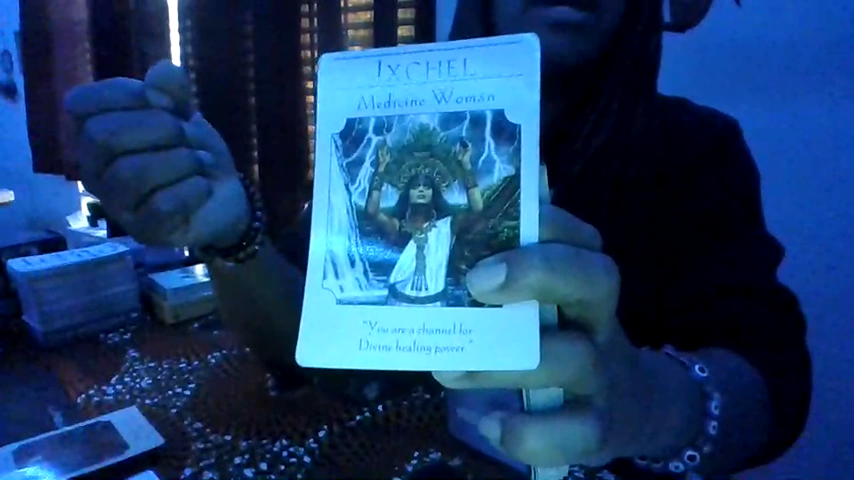 IXCHEL
Medicine Woman
"You are a channel for
Divine healing power."